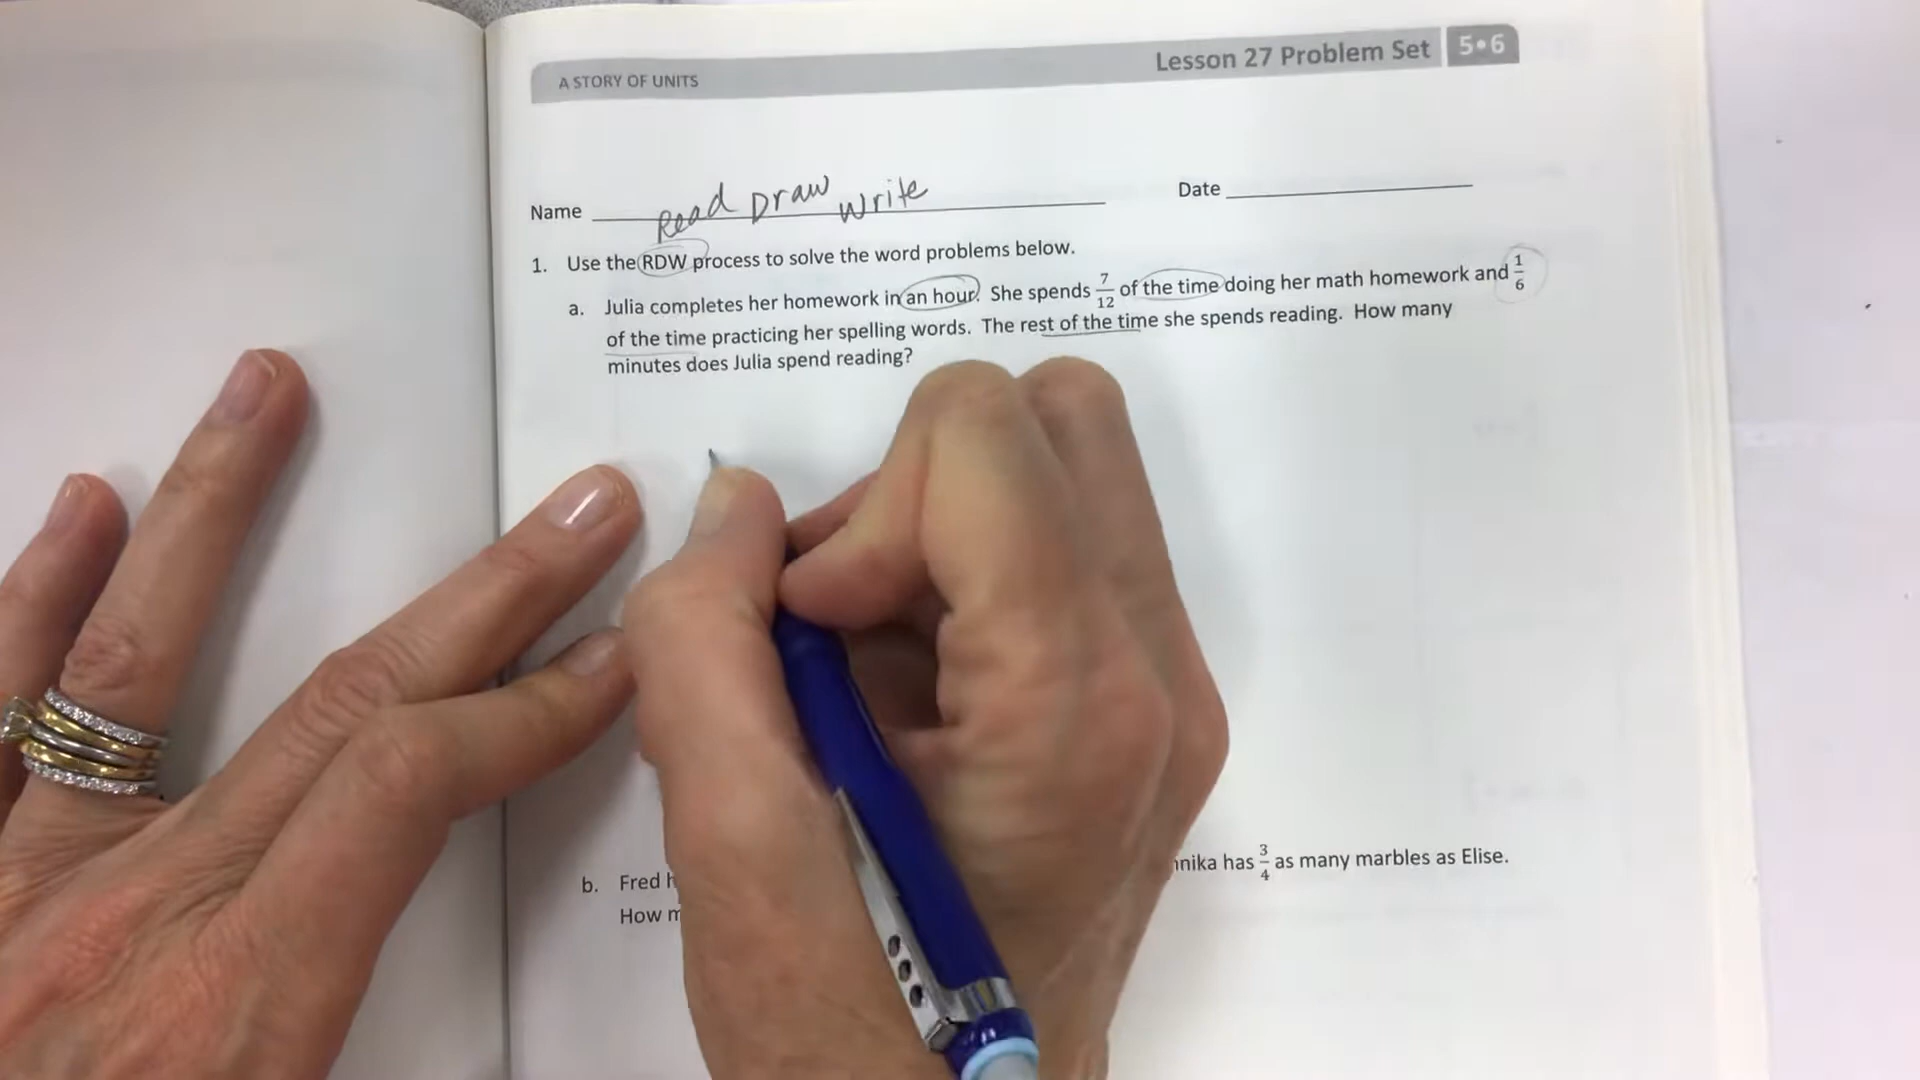 A STORY OF UNITS Lesson 27 Problem Set 5•6
Name Read Draw Write Date
1. Use the RDW process to solve the word problems below.
a. Julia completes her homework in an hour. She spends 7/12 of the time doing her math homework and 1/6
of the time practicing her spelling words. The rest of the time she spends reading. How many
minutes does Julia spend reading?
b. Fred has 3/4 as many marbles as Elise.
How